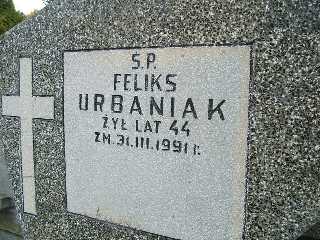 Ś.P.
FELIKS
URBANIAK
ŻYŁ LAT 44
ZM. 31.III.1991 r.